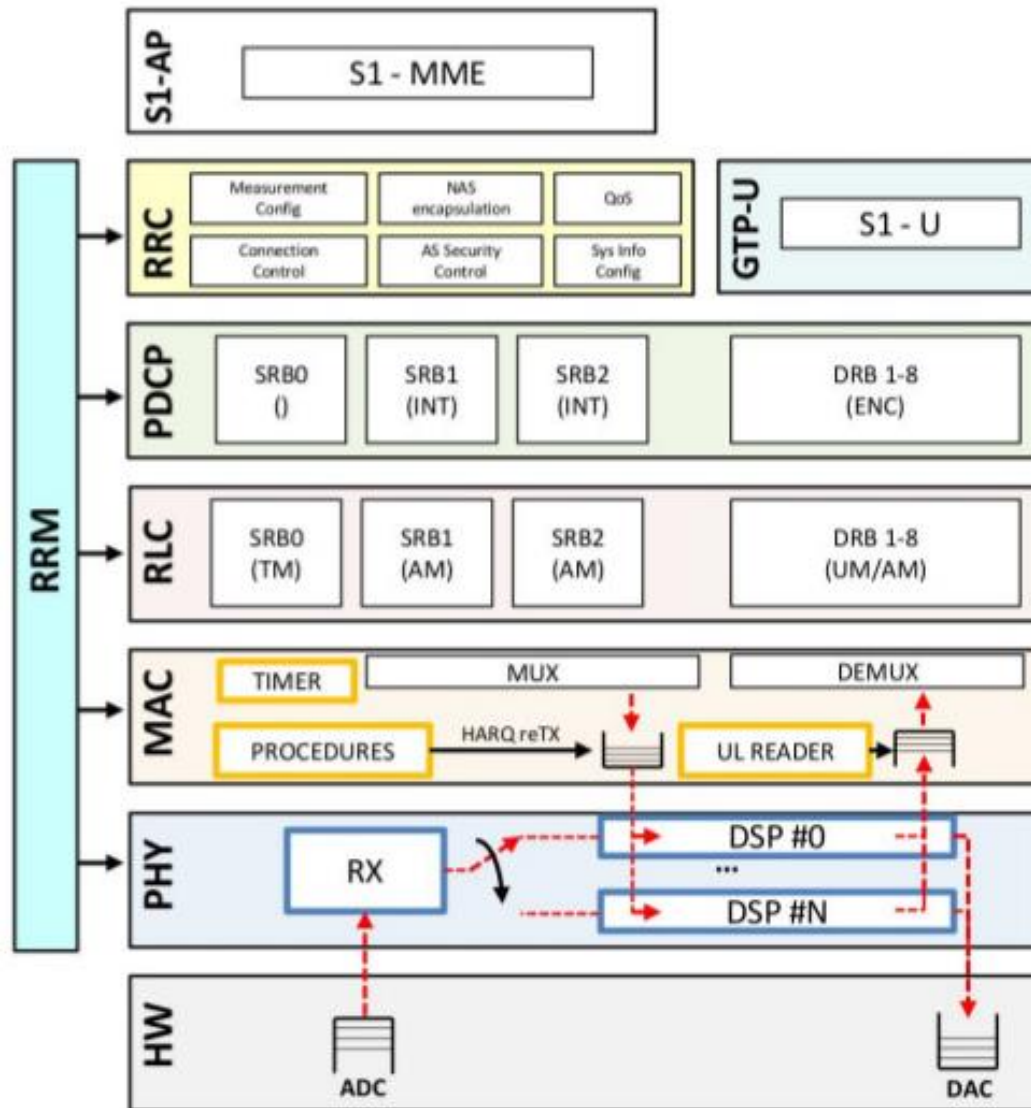 S1-AP
S1 - MME
RRM
RRC
Measurement
Config
NAS
encapsulation
QoS
Connection
Control
AS Security
Control
Sys Info
Config
GTP-U
S1 - U
PDCP
SRB0
()
SRB1
(INT)
SRB2
(INT)
DRB 1-8
(ENC)
RLC
SRB0
(TM)
SRB1
(AM)
SRB2
(AM)
DRB 1-8
(UM/AM)
MAC
TIMER
MUX
DEMUX
PROCEDURES
HARQ reTX
UL READER
PHY
RX
DSP #0
...
DSP #N
HW
ADC
DAC